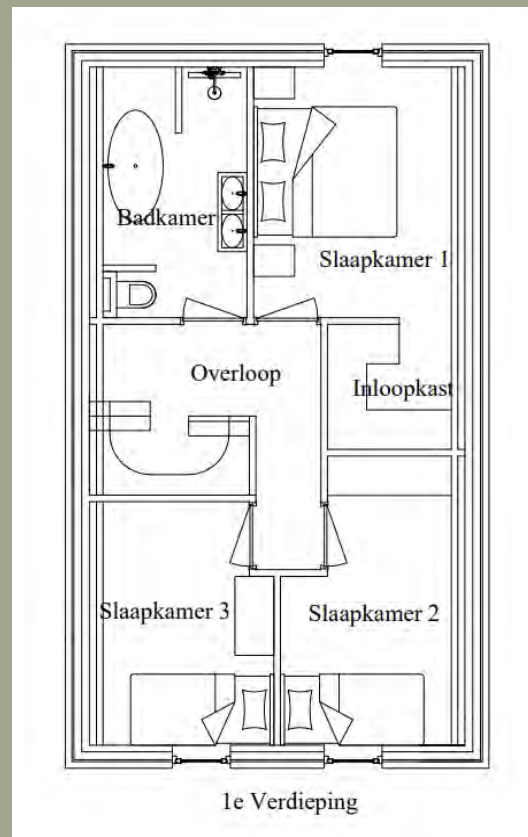 Badkamer
Slaapkamer 1
Overloop
Inloopkast
Slaapkamer 3
Slaapkamer 2
1e Verdieping